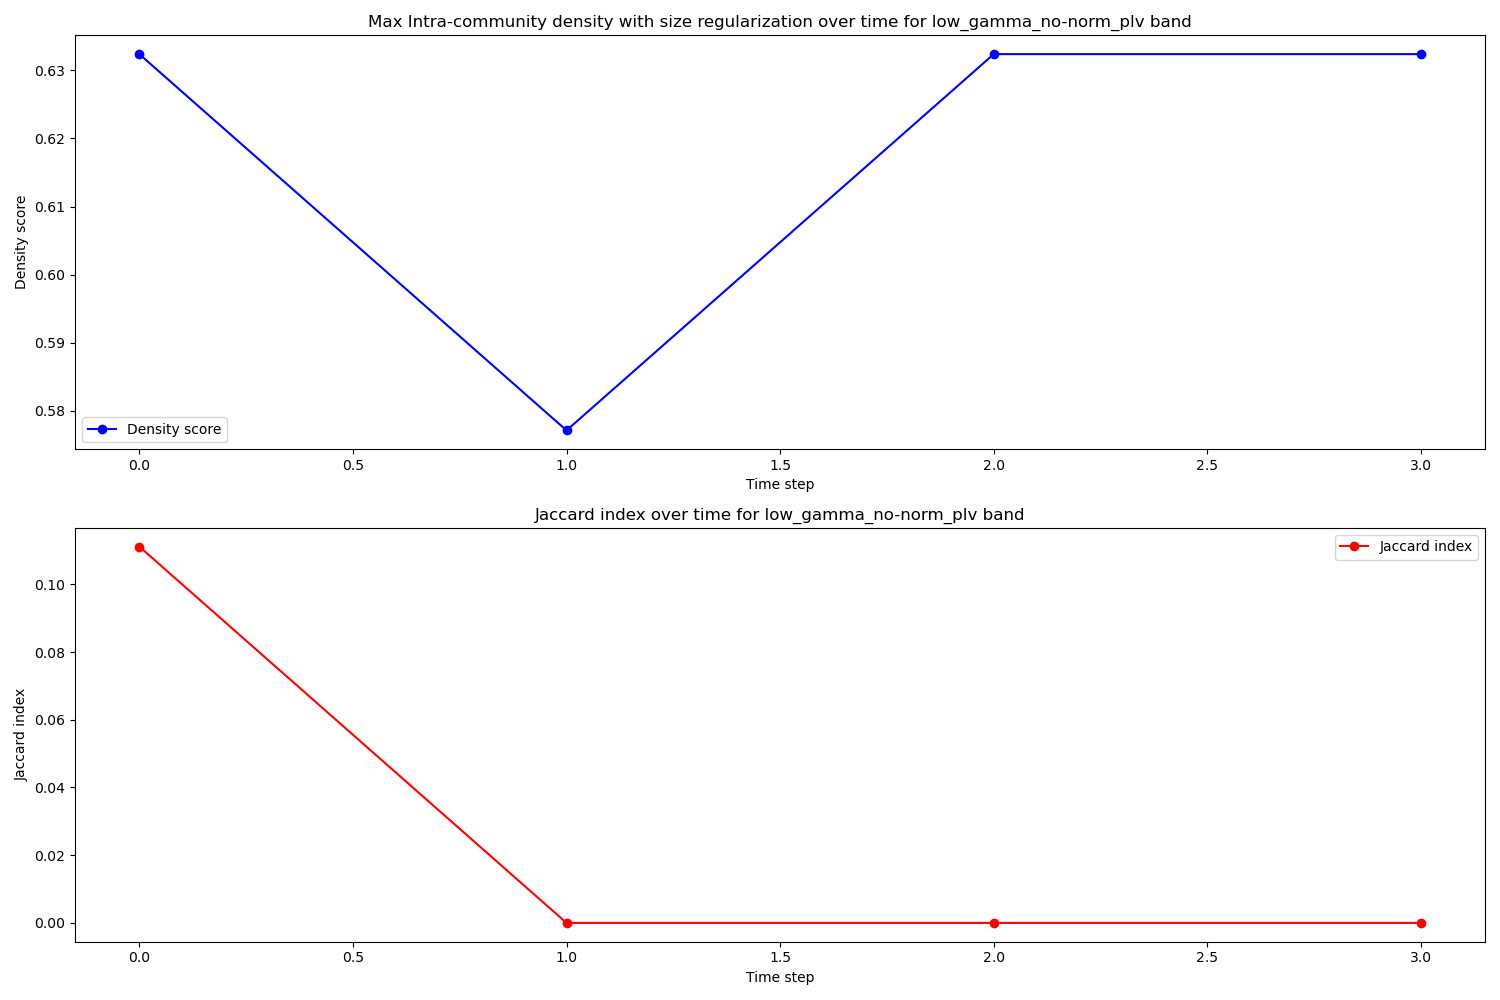 Max Intra-community density with size regularization over time for low_gamma_no-norm_plv band
Density score
0.63
0.62
0.61
0.60
0.59
0.58
Density score
0.0 0.5 1.0 1.5 2.0 2.5 3.0
Time step
Jaccard index over time for low_gamma_no-norm_plv band
Jaccard index
Jaccard index
0.10
0.08
0.06
0.04
0.02
0.00
0.0 0.5 1.0 1.5 2.0 2.5 3.0
Time step